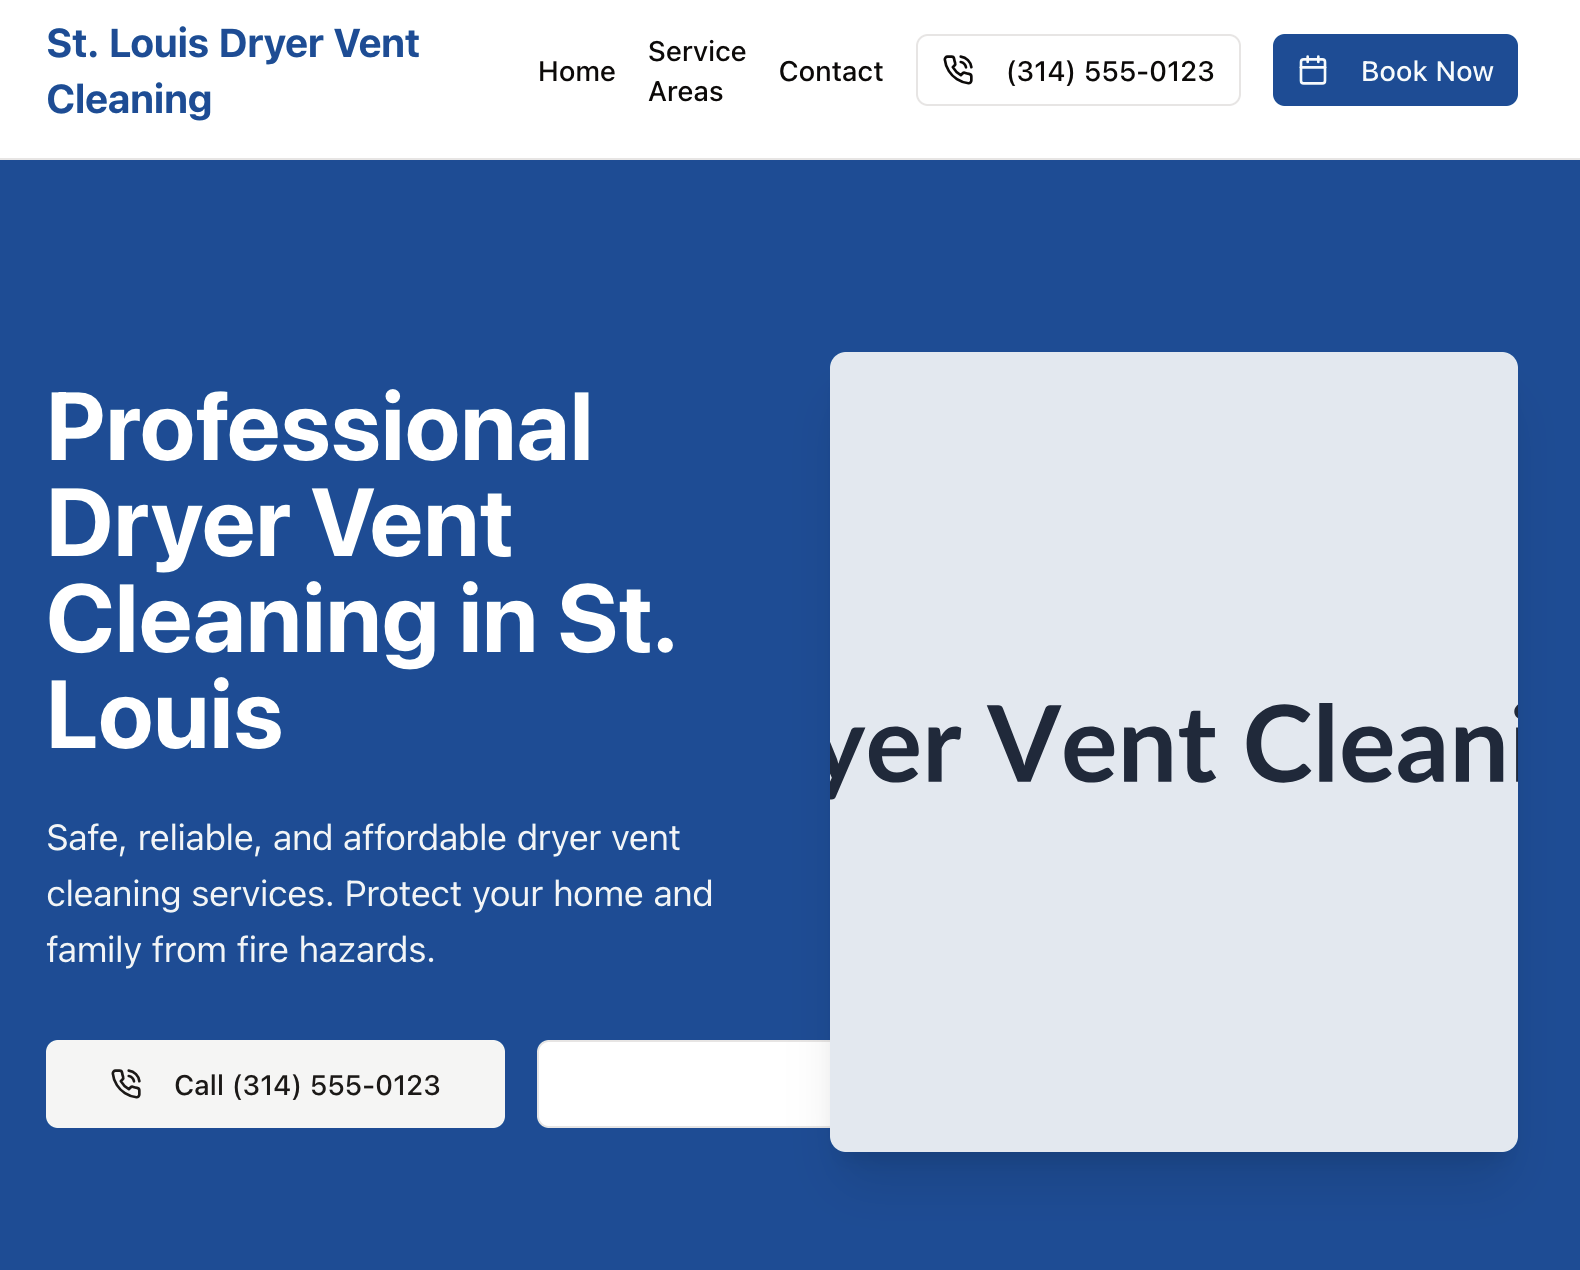 St. Louis Dryer Vent
Cleaning
Home
Service
Areas
Contact
(314) 555-0123
Book Now
Professional
Dryer Vent
Cleaning in St.
Louis
Safe, reliable, and affordable dryer vent
cleaning services. Protect your home and
family from fire hazards.
Call (314) 555-0123
yer Vent Cleani